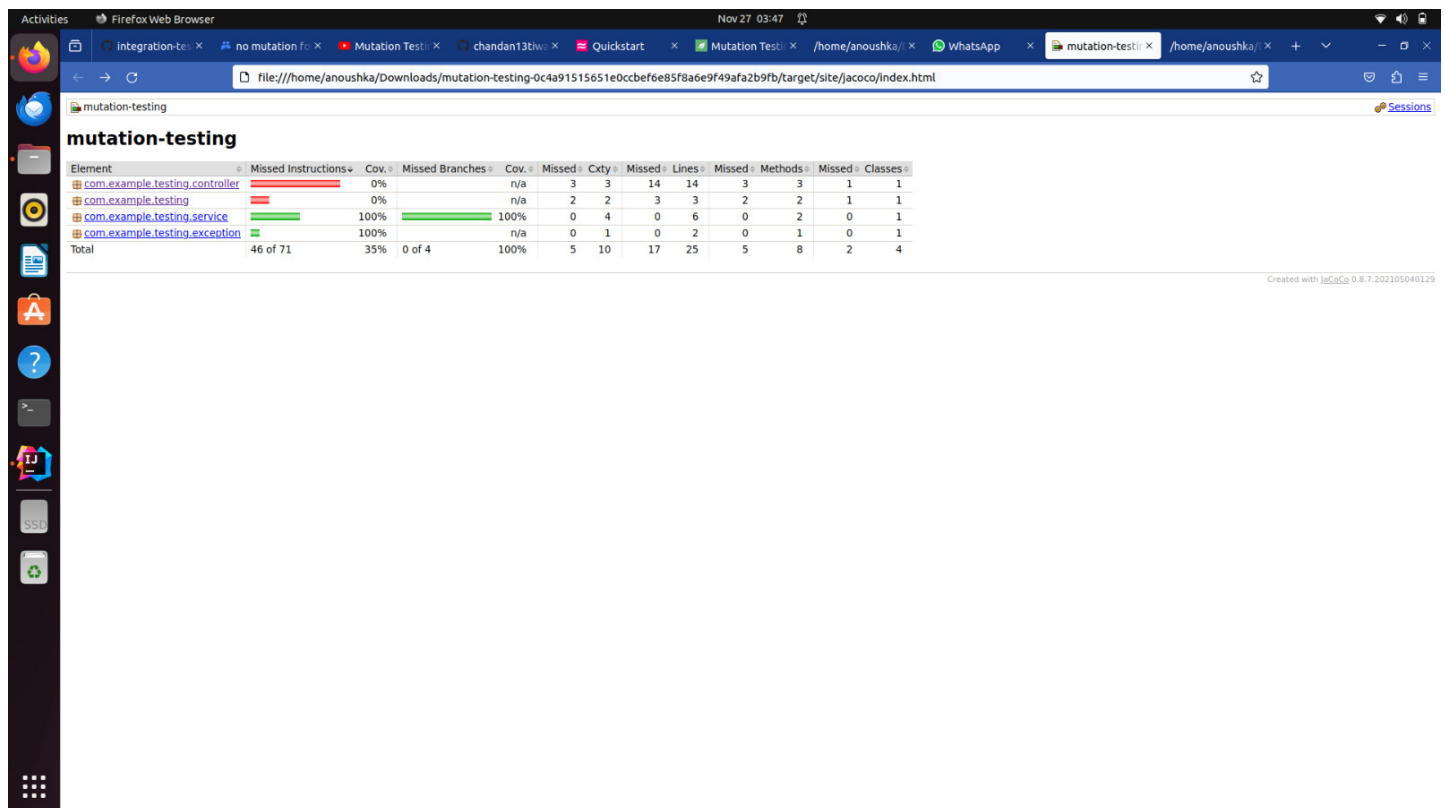 Activities Firefox Web Browser Nov 27 03:47
integration-tes no mutation fo Mutation Testin chandan13tiwa Quickstart Mutation Testi /home/anoushka/ WhatsApp mutation-testin /home/anoushka/
file:///home/anoushka/Downloads/mutation-testing-0c4a91515651e0ccbef6e85f8a6e9f49afa2b9fb/target/site/jacoco/index.html
mutation-testing Sessions
mutation-testing
Element Missed Instructions Cov. Missed Branches Cov. Missed Cxty Missed Lines Missed Methods Missed Classes
com.example.testing.controller 0% n/a 3 3 14 14 3 3 1 1
com.example.testing 0% n/a 2 2 3 3 2 2 1 1
com.example.testing.service 100% 100% 0 4 0 6 0 2 0 1
com.example.testing.exception 100% n/a 0 1 0 2 0 1 0 1
Total 46 of 71 35% 0 of 4 100% 5 10 17 25 5 8 2 4
Created with JaCoCo 0.8.7.202105040129
IJ
SSD